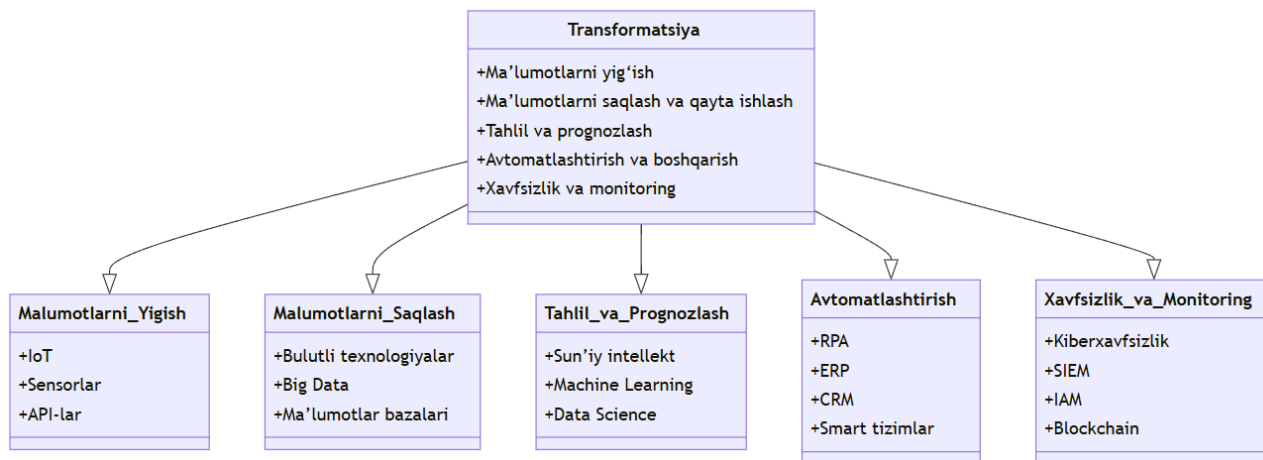 Transformatsiya
+Ma’lumotlarni yig‘ish
+Ma’lumotlarni saqlash va qayta ishlash
+Tahlil va prognozlash
+Avtomatlashtirish va boshqarish
+Xavfsizlik va monitoring
Malumotlarni_Yigish
+IoT
+Sensorlar
+API-lar
Malumotlarni_Saqlash
+Bulutli texnologiyalar
+Big Data
+Ma’lumotlar bazalari
Tahlil_va_Prognozlash
+Sun’iy intellekt
+Machine Learning
+Data Science
Avtomatlashtirish
+RPA
+ERP
+CRM
+Smart tizimlar
Xavfsizlik_va_Monitoring
+Kiberxavfsizlik
+SIEM
+IAM
+Blockchain